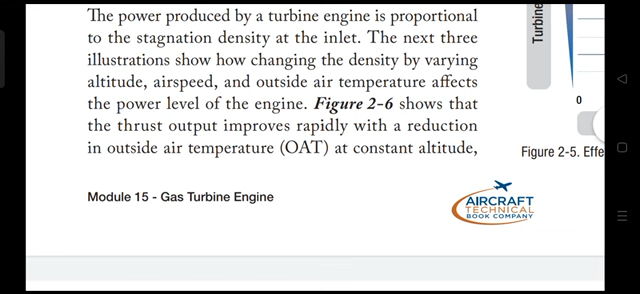 The power produced by a turbine engine is proportional
to the stagnation density at the inlet. The next three
illustrations show how changing the density by varying
altitude, airspeed, and outside air temperature affects
the power level of the engine. Figure 2-6 shows that
the thrust output improves rapidly with a reduction
in outside air temperature (OAT) at constant altitude,
Turbine
0
Figure 2-5. Effe
Module 15 - Gas Turbine Engine
AIRCRAFT
TECHNICAL
BOOK COMPANY